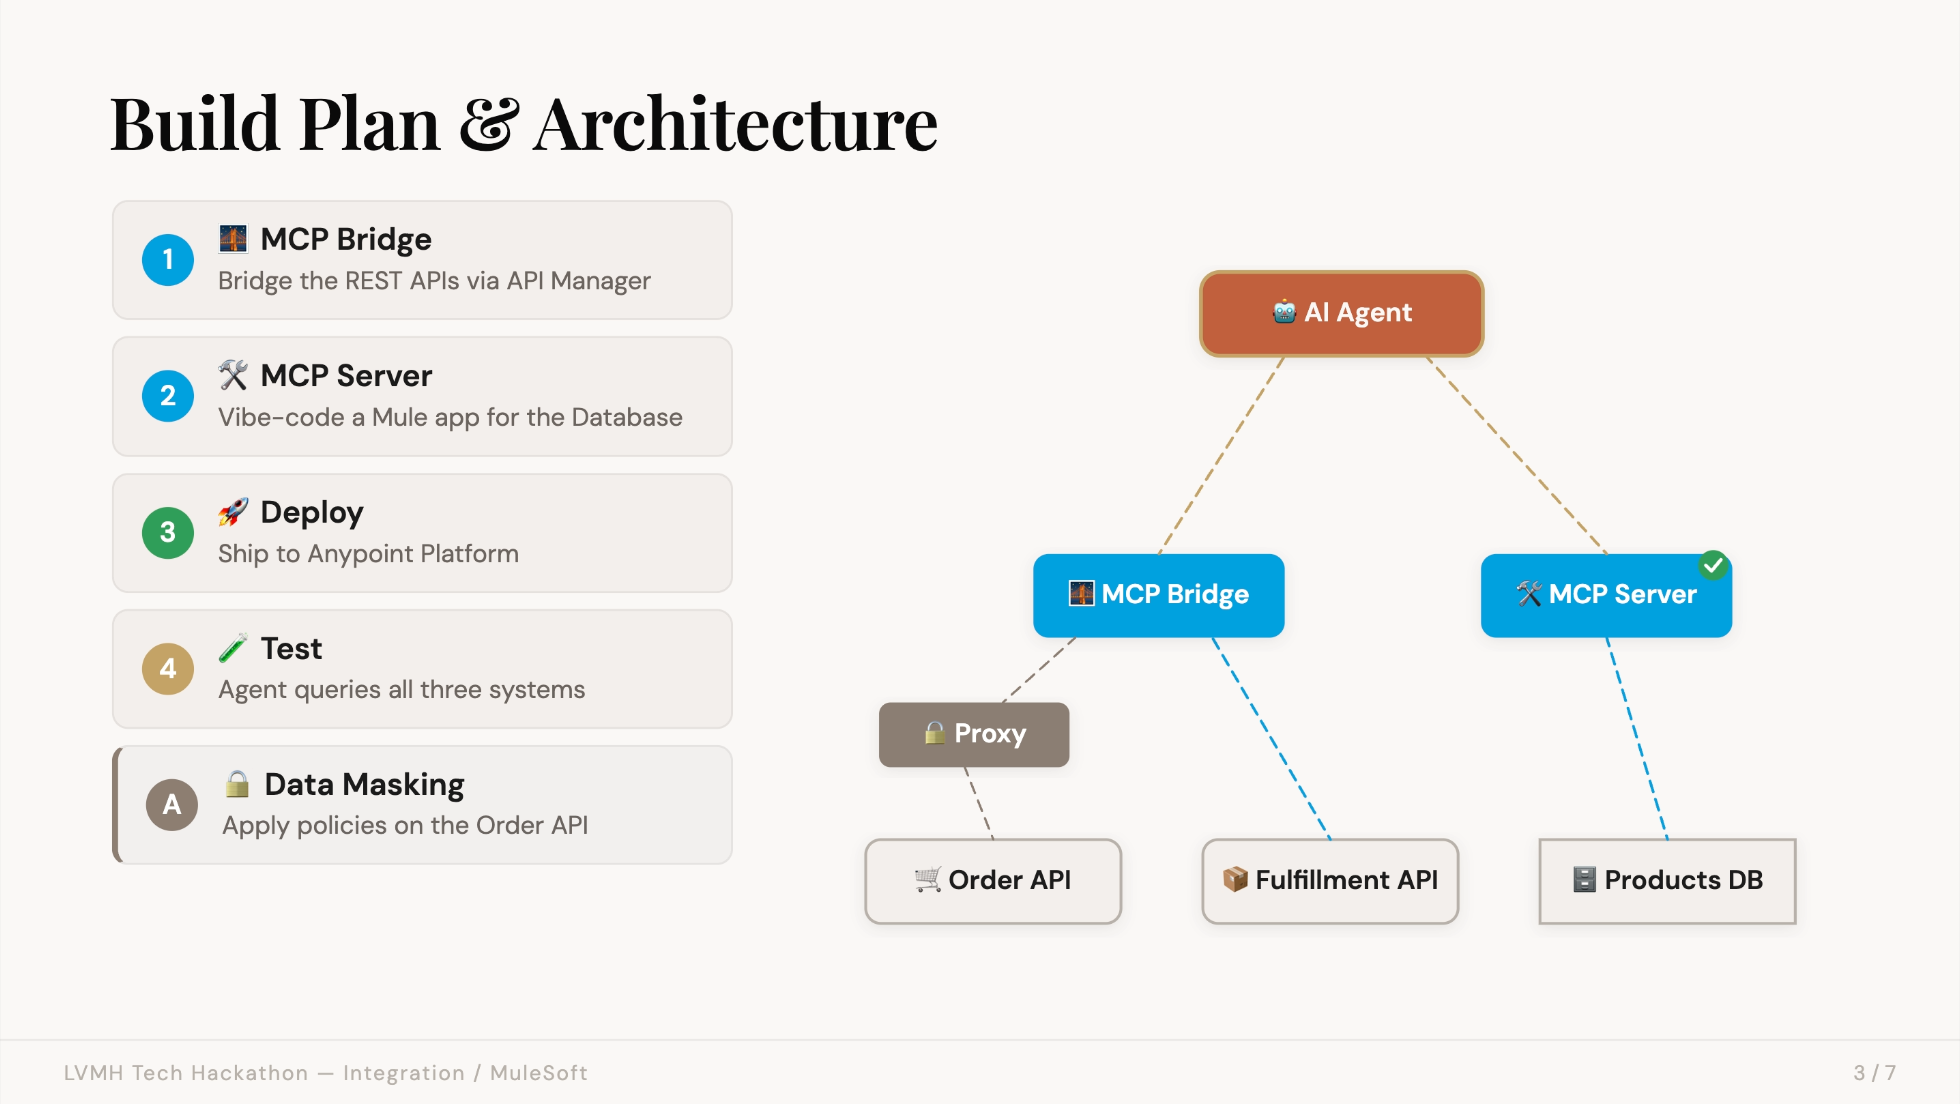 Build Plan & Architecture
1
MCP Bridge
Bridge the REST APIs via API Manager
2
MCP Server
Vibe-code a Mule app for the Database
3
Deploy
Ship to Anypoint Platform
4
Test
Agent queries all three systems
A
Data Masking
Apply policies on the Order API
AI Agent
MCP Bridge
MCP Server
Proxy
Order API
Fulfillment API
Products DB
LVMH Tech Hackathon — Integration / MuleSoft
3 / 7